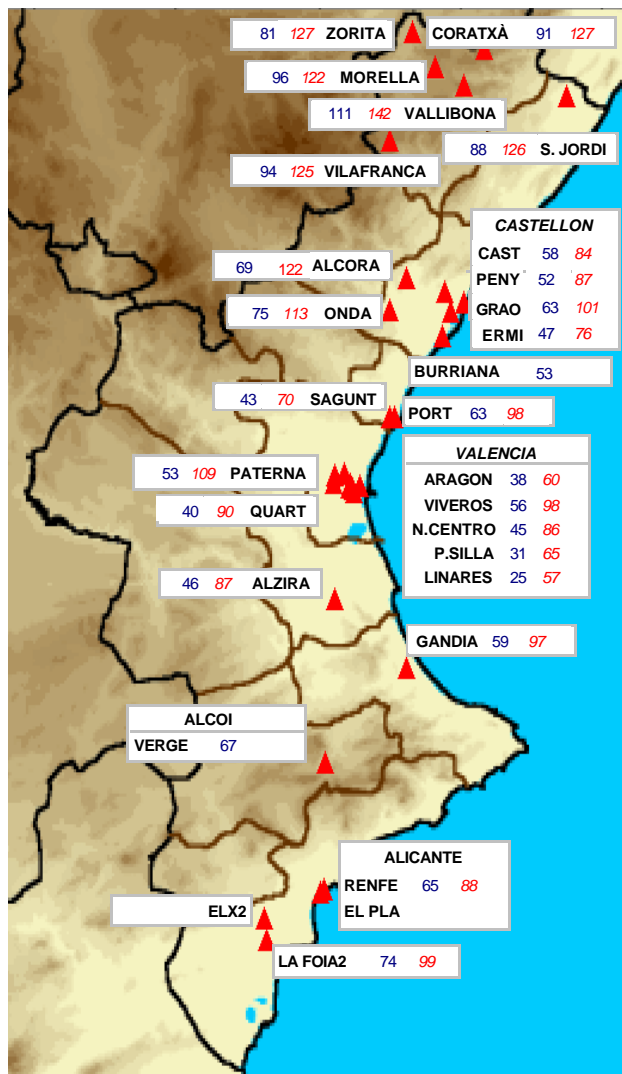 81 127 ZORITA
CORATXÀ 91 127
96 122 MORELLA
111 142 VALLIBONA
88 126 S. JORDI
94 125 VILAFRANCA
CASTELLON
CAST 58 84
PENY 52 87
GRAO 63 101
ERMI 47 76
69 122 ALCORA
75 113 ONDA
BURRIANA 53
43 70 SAGUNT
PORT 63 98
VALENCIA
ARAGON 38 60
VIVEROS 56 98
N.CENTRO 45 86
P.SILLA 31 65
LINARES 25 57
53 109 PATERNA
40 90 QUART
46 87 ALZIRA
GANDIA 59 97
ALCOI
VERGE 67
ALICANTE
RENFE 65 88
EL PLA
ELX2
LA FOIA2 74 99